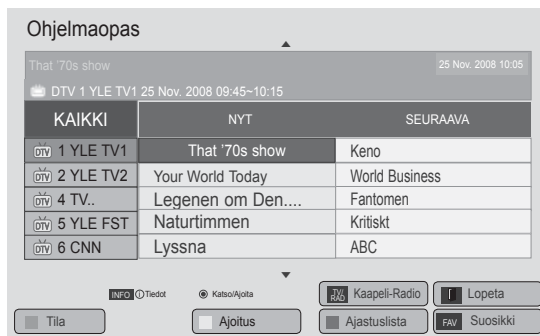 Ohjelmaopas
That '70s show 25 Nov. 2008 10:05
DTV 1 YLE TV1 25 Nov. 2008 09:45~10:15
KAIKKI NYT SEURAAVA
DTV 1 YLE TV1 That '70s show Keno
DTV 2 YLE TV2 Your World Today World Business
DTV 4 TV.. Legenen om Den.... Fantomen
DTV 5 YLE FST Naturtimmen Kritiskt
DTV 6 CNN Lyssna ABC
INFO i Tiedot Katso/Ajoita TV/RAD Kaapeli-Radio Lopeta
Tila Ajoitus Ajastuslista FAV Suosikki